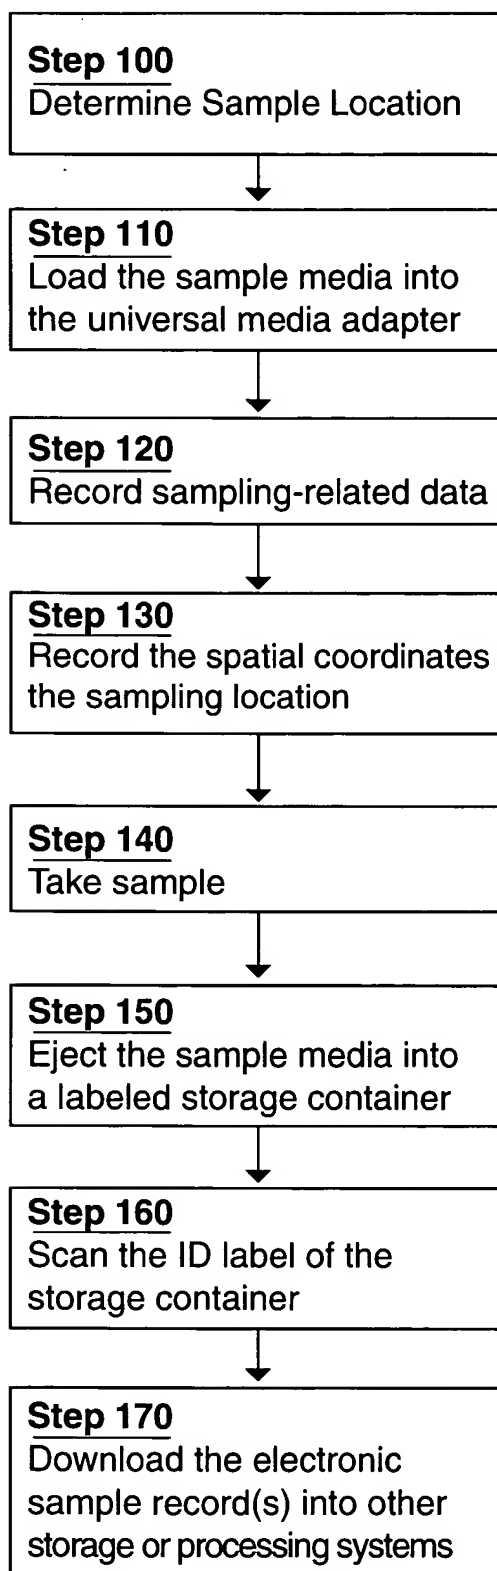 Step 100
Determine Sample Location
Step 110
Load the sample media into
the universal media adapter
Step 120
Record sampling-related data
Step 130
Record the spatial coordinates
the sampling location
Step 140
Take sample
Step 150
Eject the sample media into
a labeled storage container
Step 160
Scan the ID label of the
storage container
Step 170
Download the electronic
sample record(s) into other
storage or processing systems